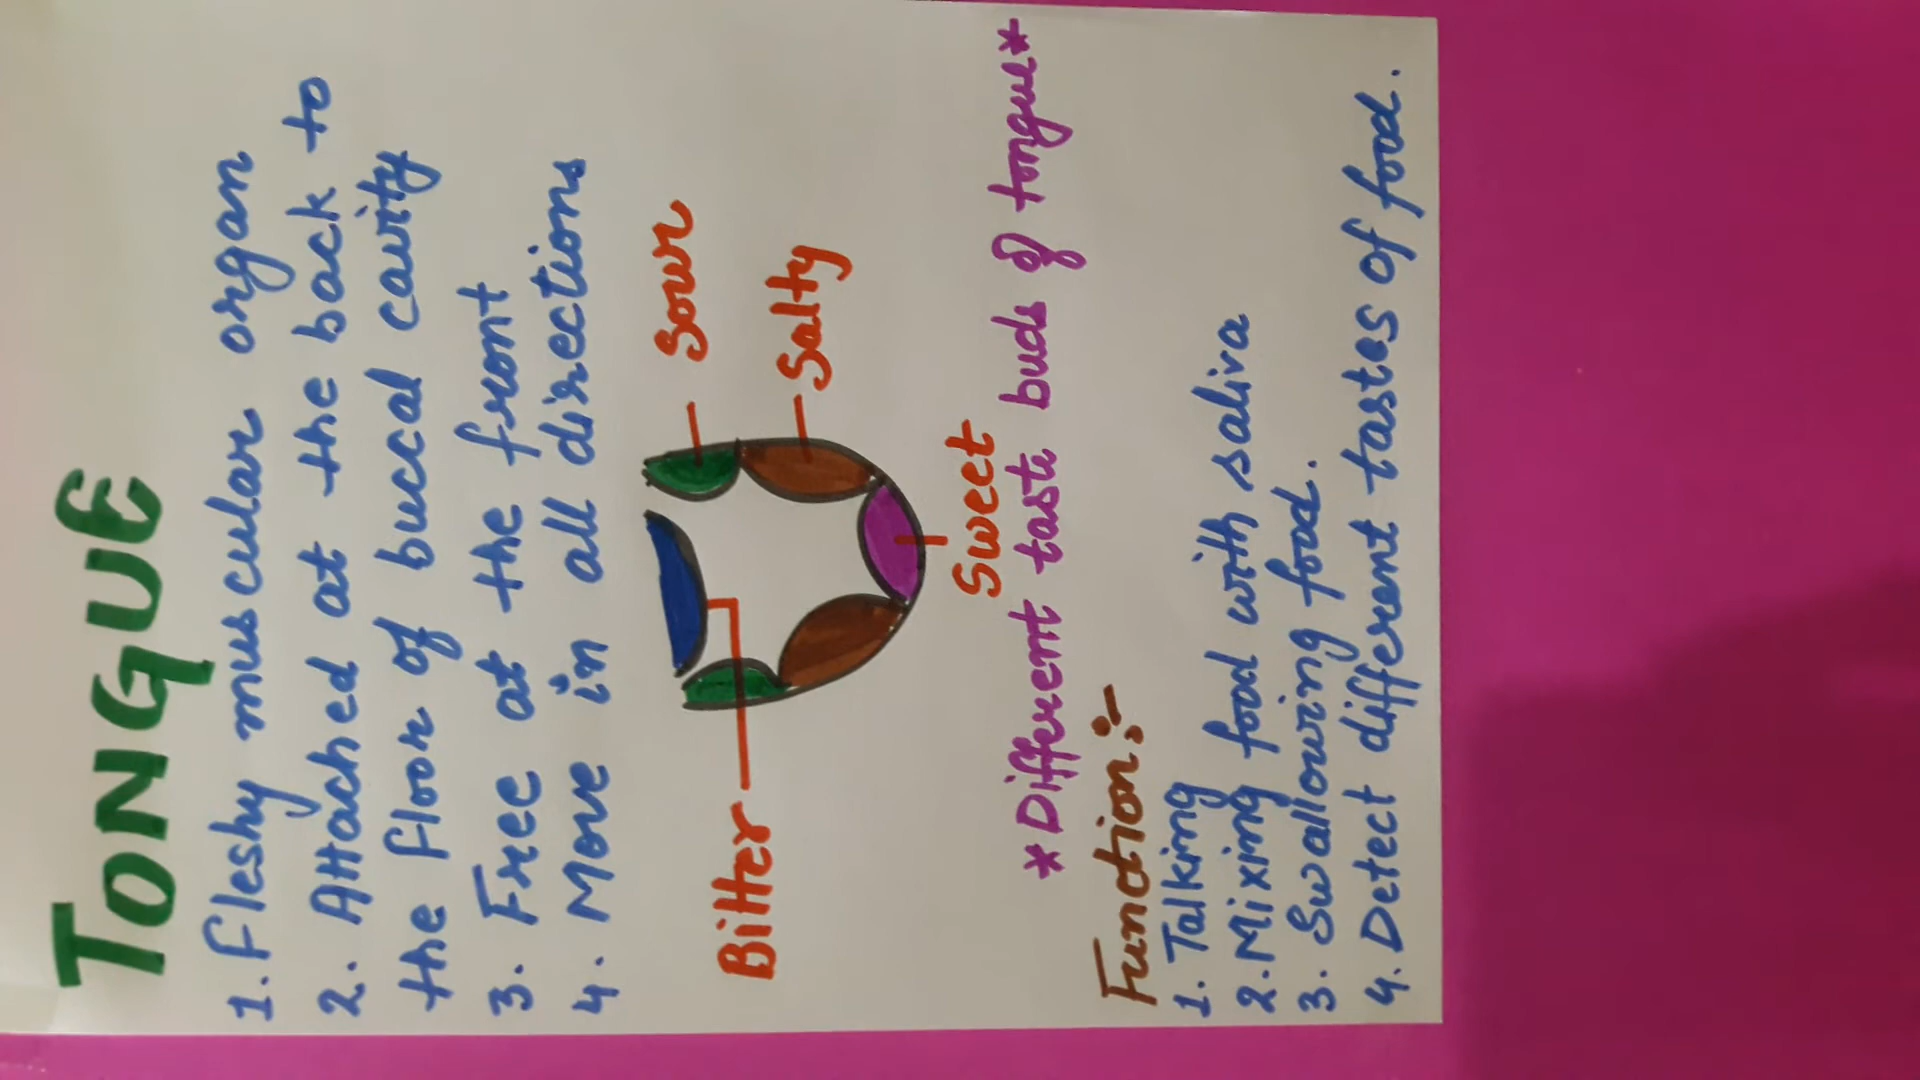 TONGUE
1. Fleshy muscular organ
2. Attached at the back to
the floor of buccal cavity
3. Free at the front
4. Move in all directions
Sour
Bitter
Salty
Sweet
*Different taste buds of tongue*
Function:-
1. Talking
2. Mixing food with saliva
3. Swallowing food.
4. Detect different tastes of food.